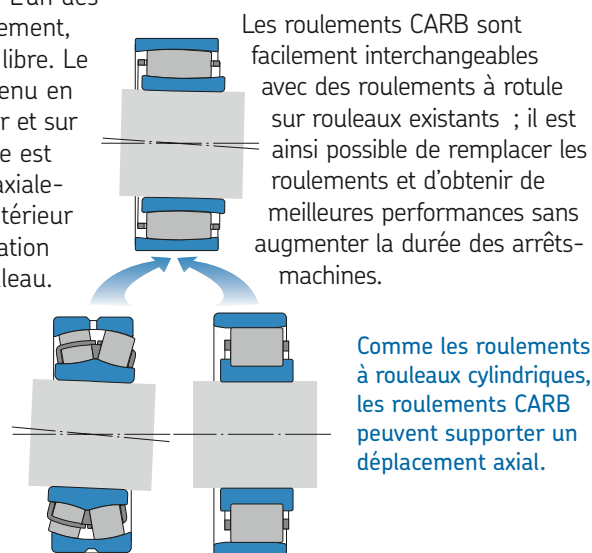 L'un des
ement,
libre. Le
enu en
r et sur
e est
axiale-
térieur
ation
leau.
Les roulements CARB sont
facilement interchangeables
avec des roulements à rotule
sur rouleaux existants ; il est
ainsi possible de remplacer les
roulements et d'obtenir de
meilleures performances sans
augmenter la durée des arrêts-
machines.
Comme les roulements
à rouleaux cylindriques,
les roulements CARB
peuvent supporter un
déplacement axial.